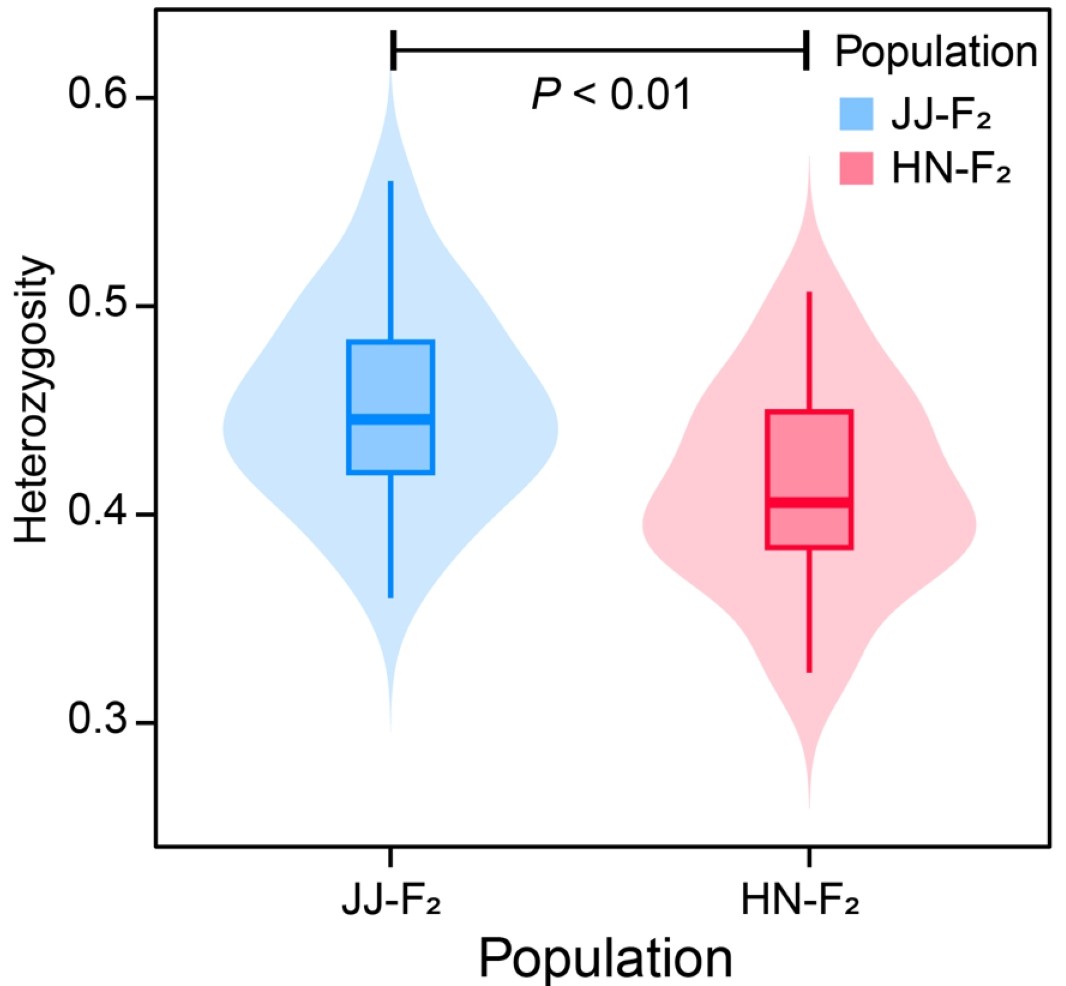 Population
P < 0.01
JJ-F₂
HN-F₂
0.6
0.5
0.4
0.3
Heterozygosity
JJ-F₂
HN-F₂
Population